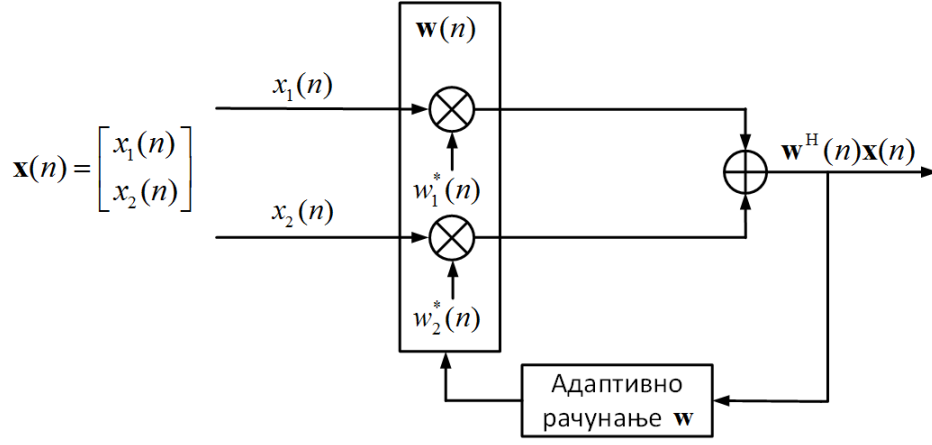 w(n)
x₁(n)
x(n) = [x₁(n)
x₂(n)]
w₁*(n)
x₂(n)
w₂*(n)
wᴴ(n)x(n)
Адаптивно
рачунање w